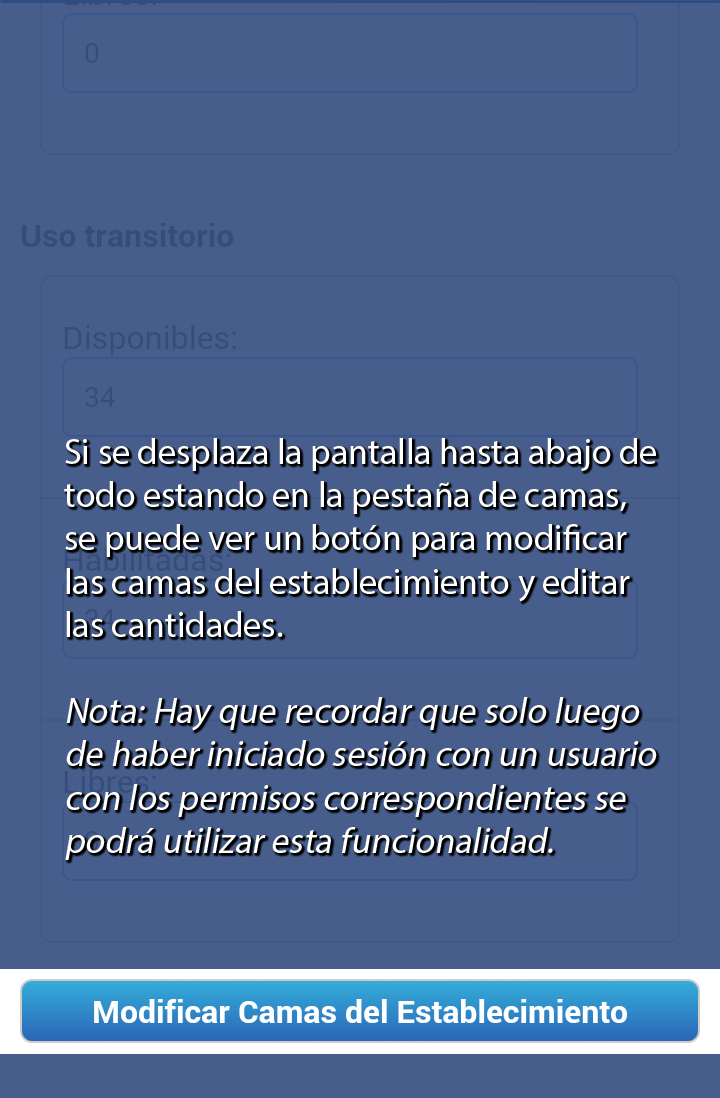 Libres:
0
Uso transitorio
Disponibles:
34
Si se desplaza la pantalla hasta abajo de
todo estando en la pestaña de camas,
se puede ver un botón para modificar
Habilitadas:
las camas del establecimiento y editar
34
las cantidades.
Nota: Hay que recordar que solo luego
de haber iniciado sesión con un usuario
Libres:
con los permisos correspondientes se
podrá utilizar esta funcionalidad.
Modificar Camas del Establecimiento